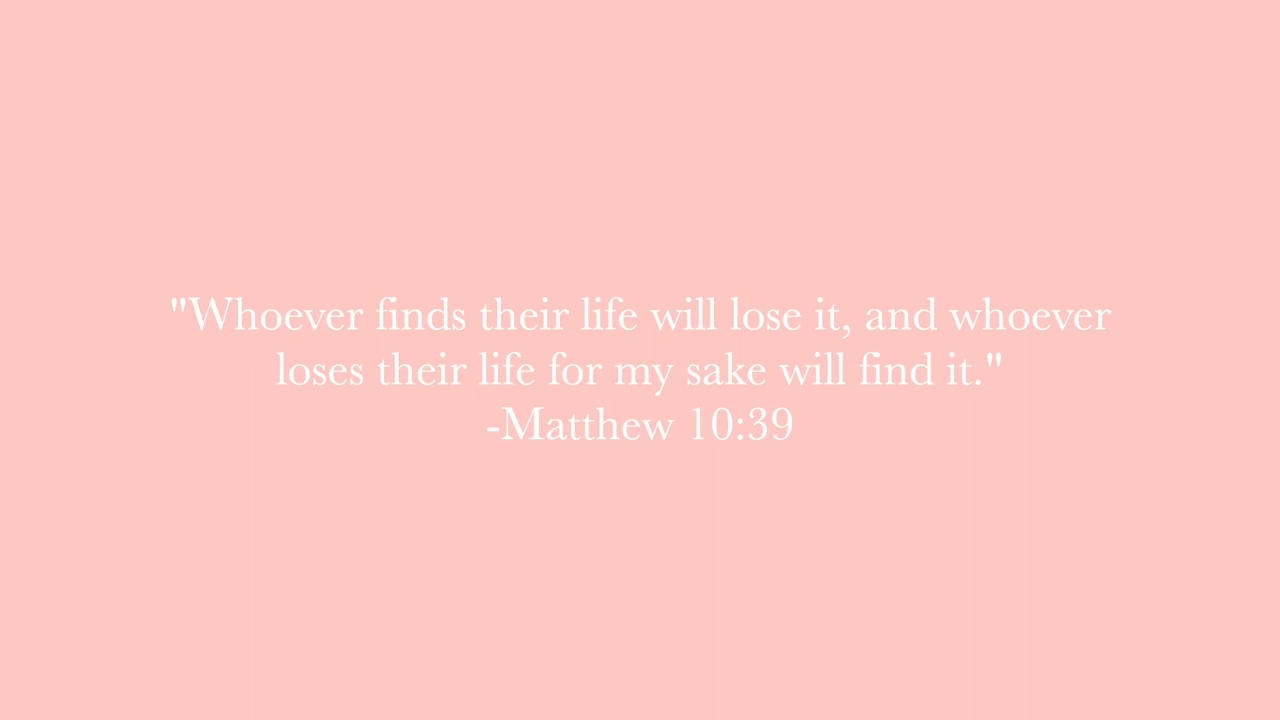 "Whoever finds their life will lose it, and whoever
loses their life for my sake will find it."
-Matthew 10:39